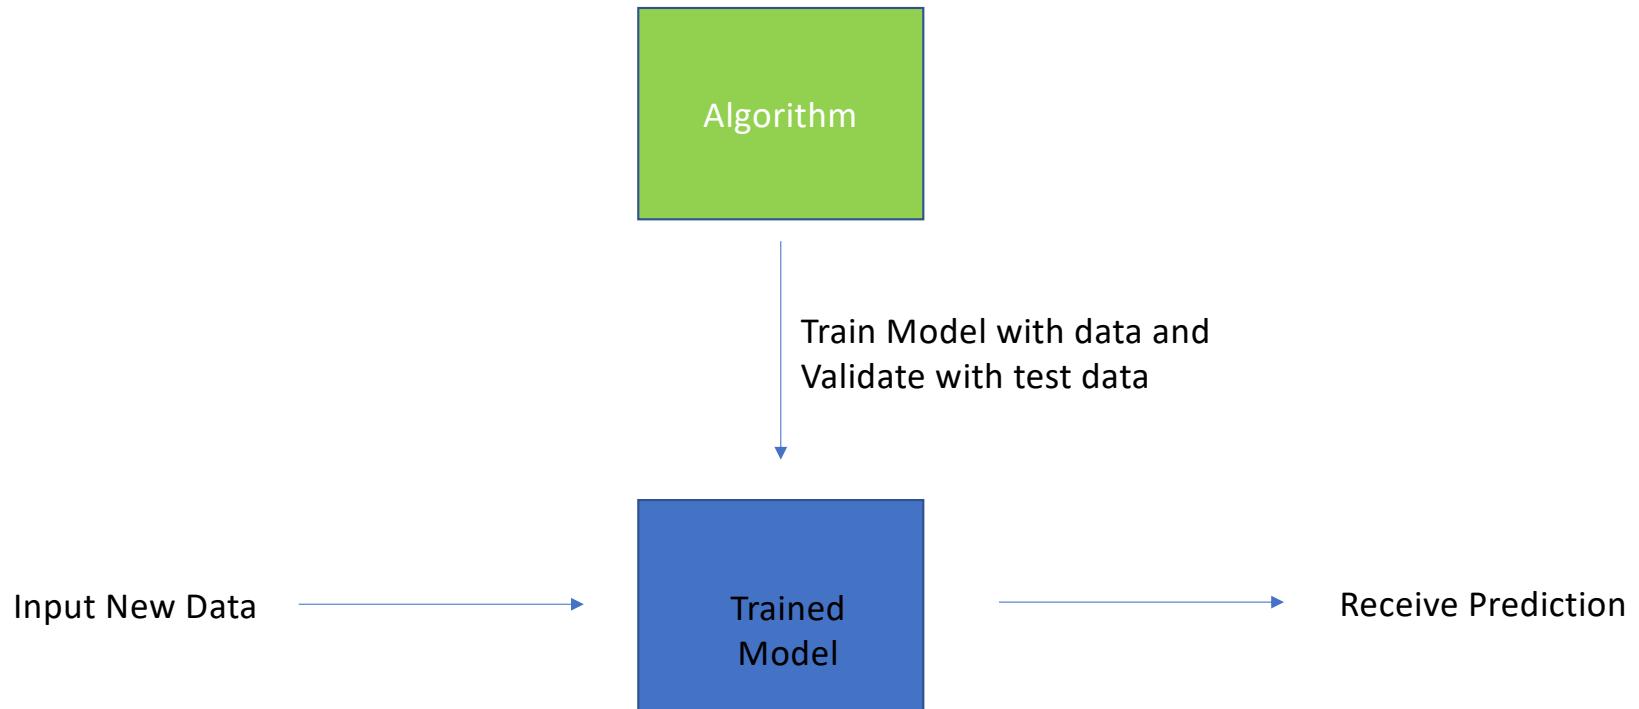 Algorithm
Train Model with data and
Validate with test data
Input New Data
Trained
Model
Receive Prediction